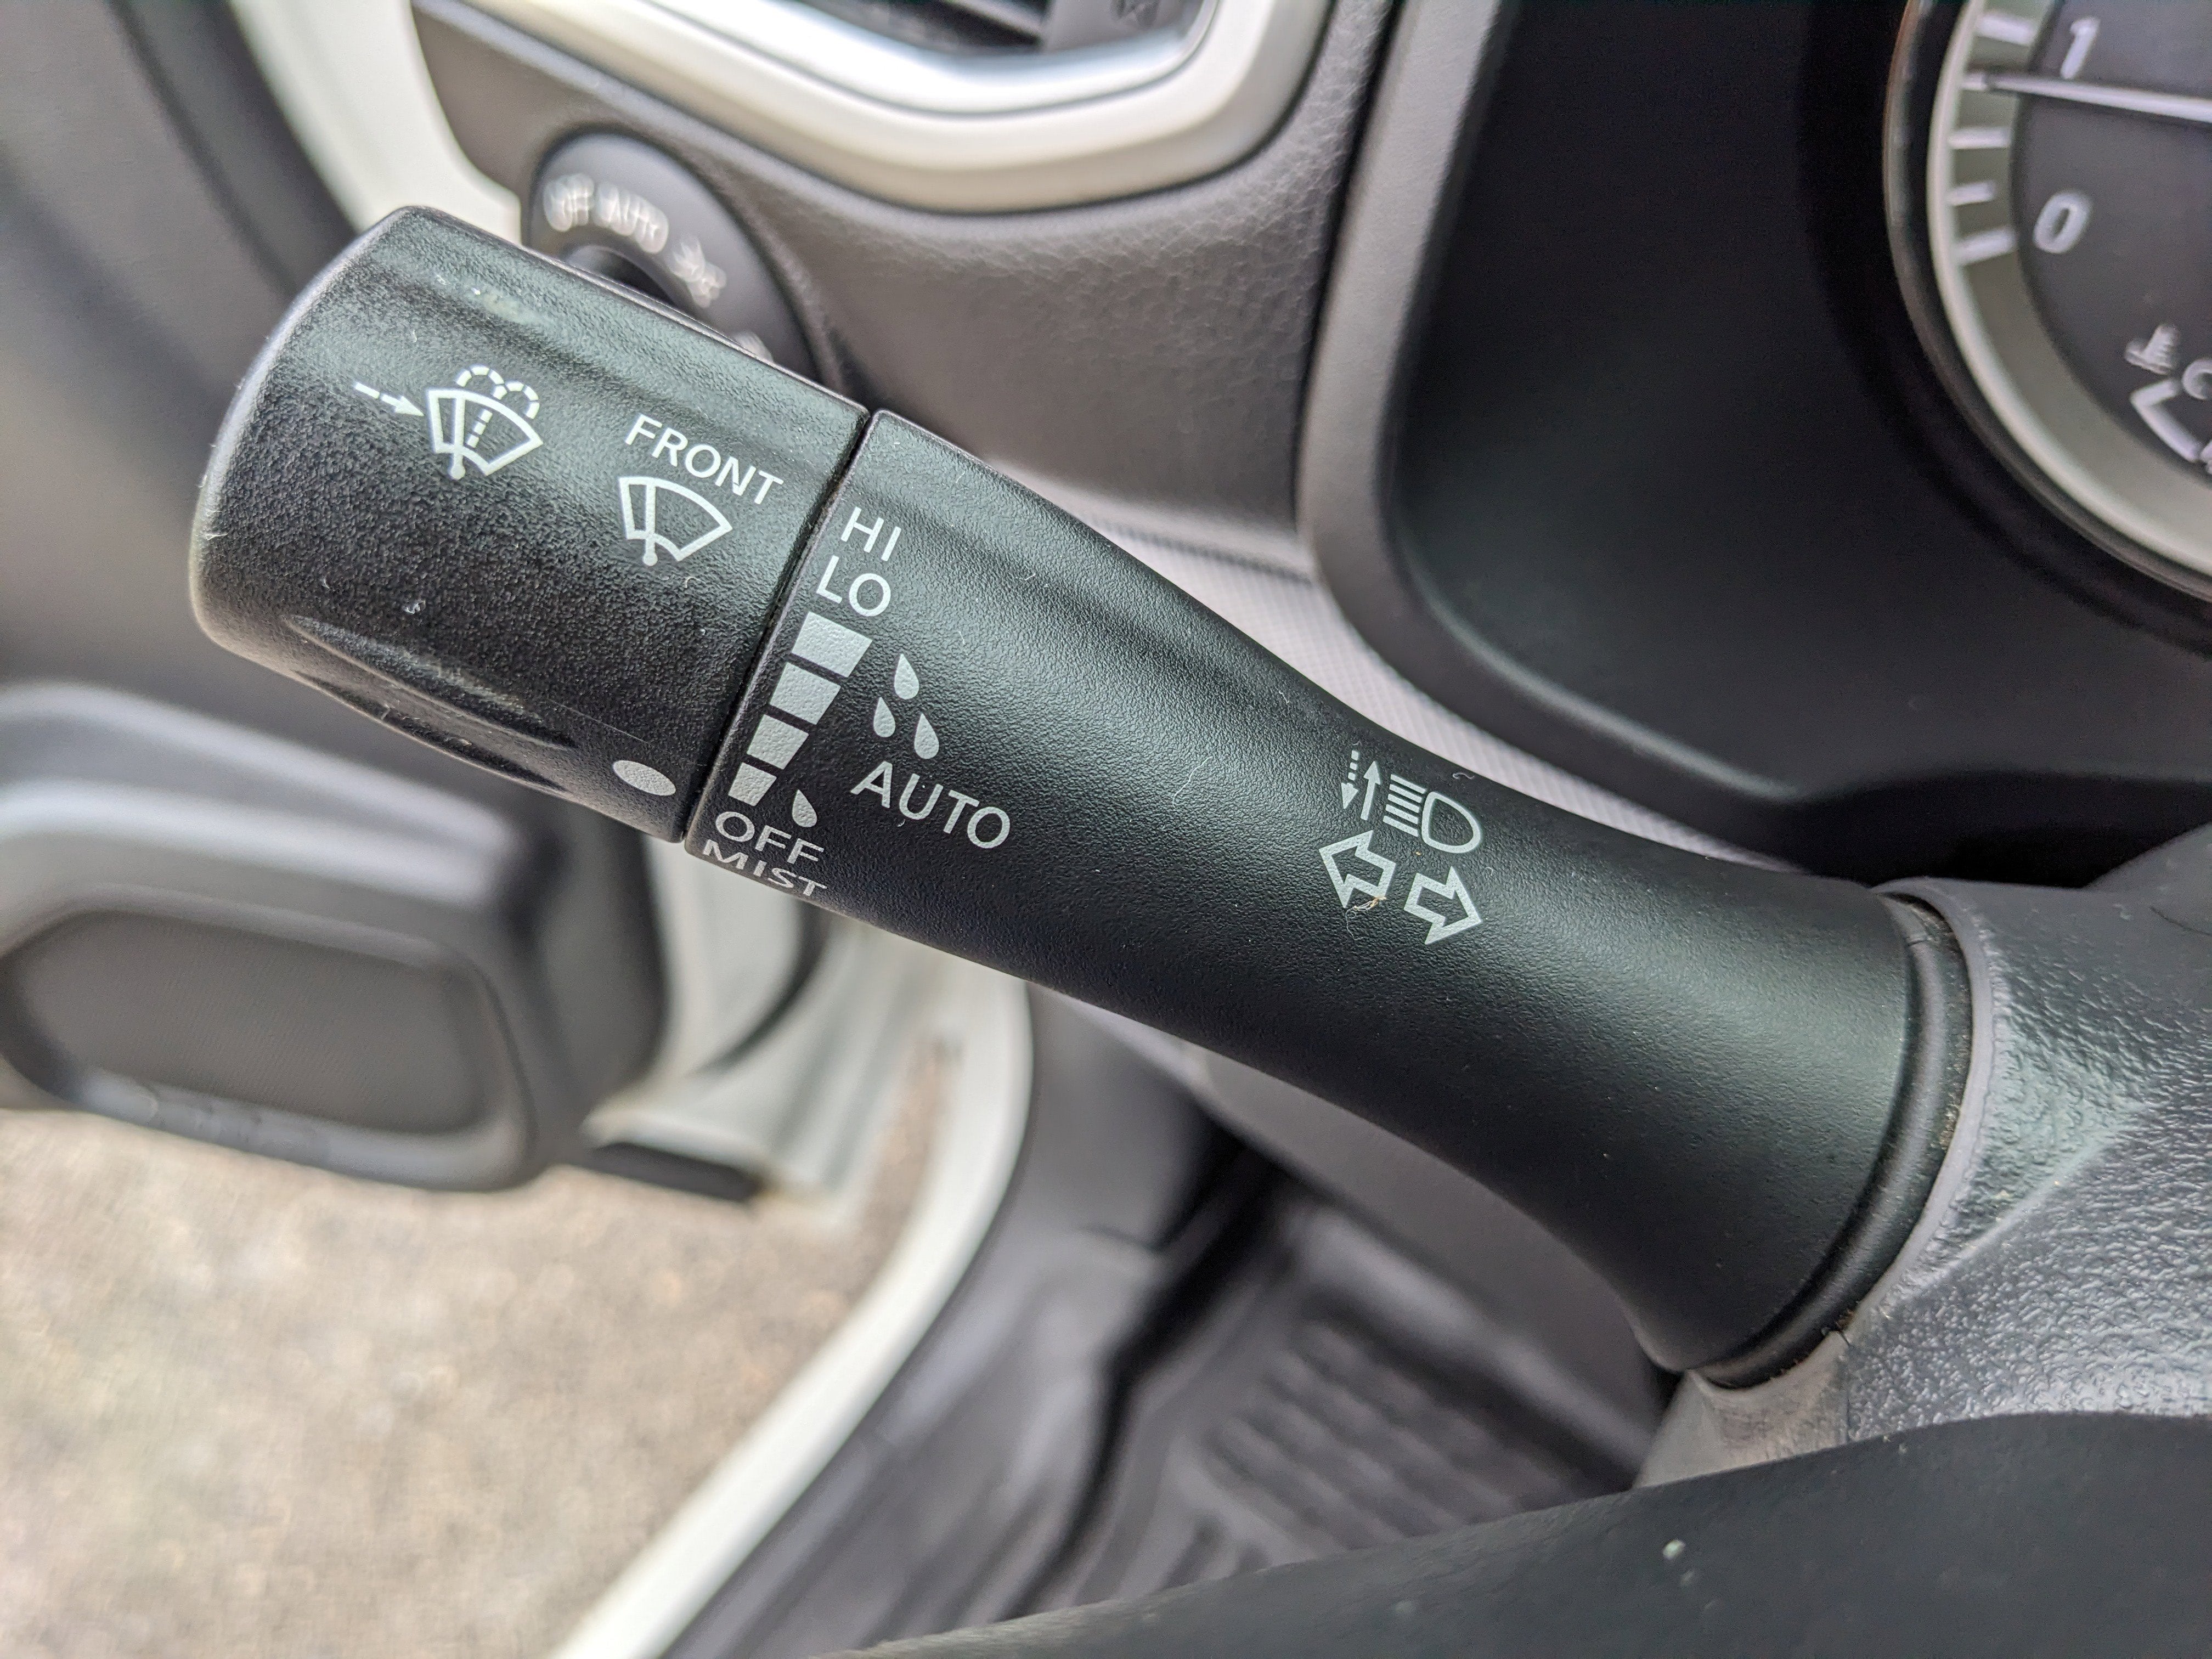 OFF AUTO
1
0
C
FRONT
HI
LO
AUTO
OFF
MIST